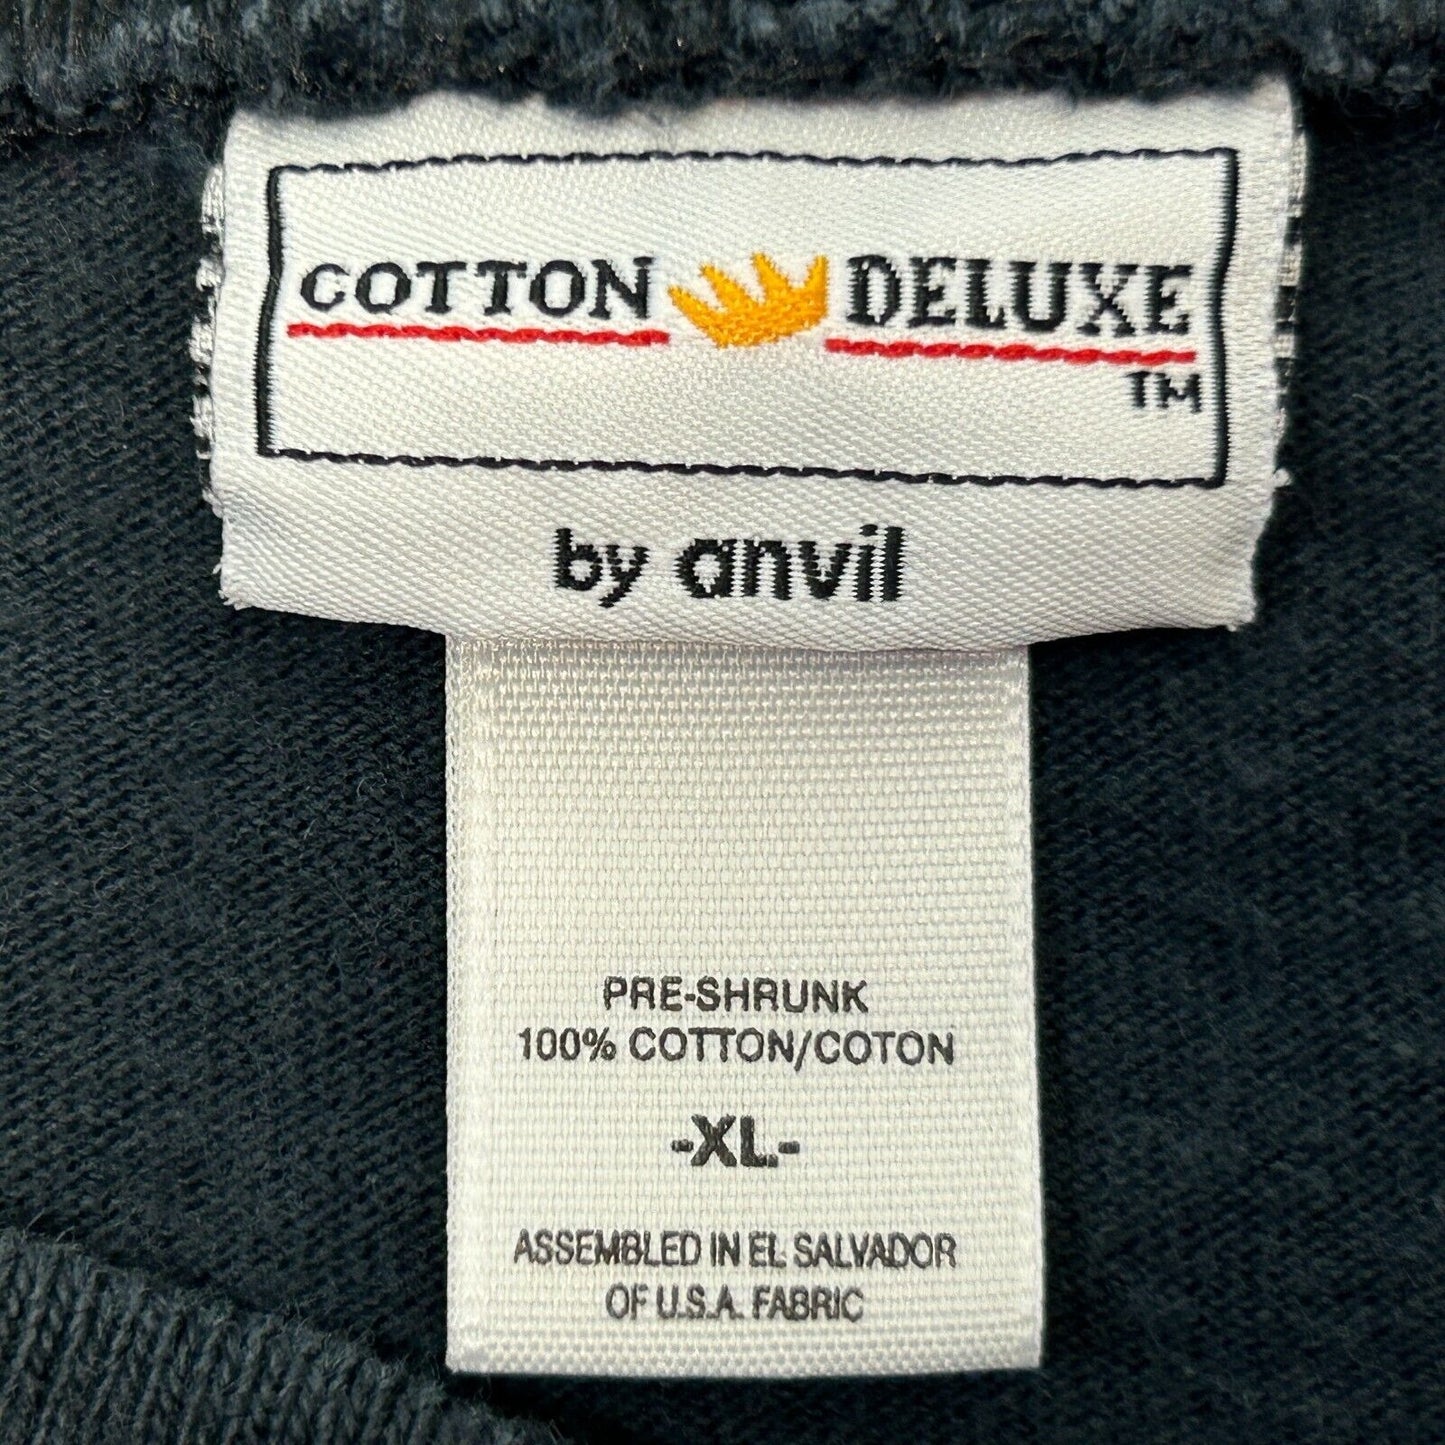 COTTON DELUXE
TM
by anvil
PRE-SHRUNK
100% COTTON/COTON
-XL-
ASSEMBLED IN EL SALVADOR
OF U.S.A. FABRIC